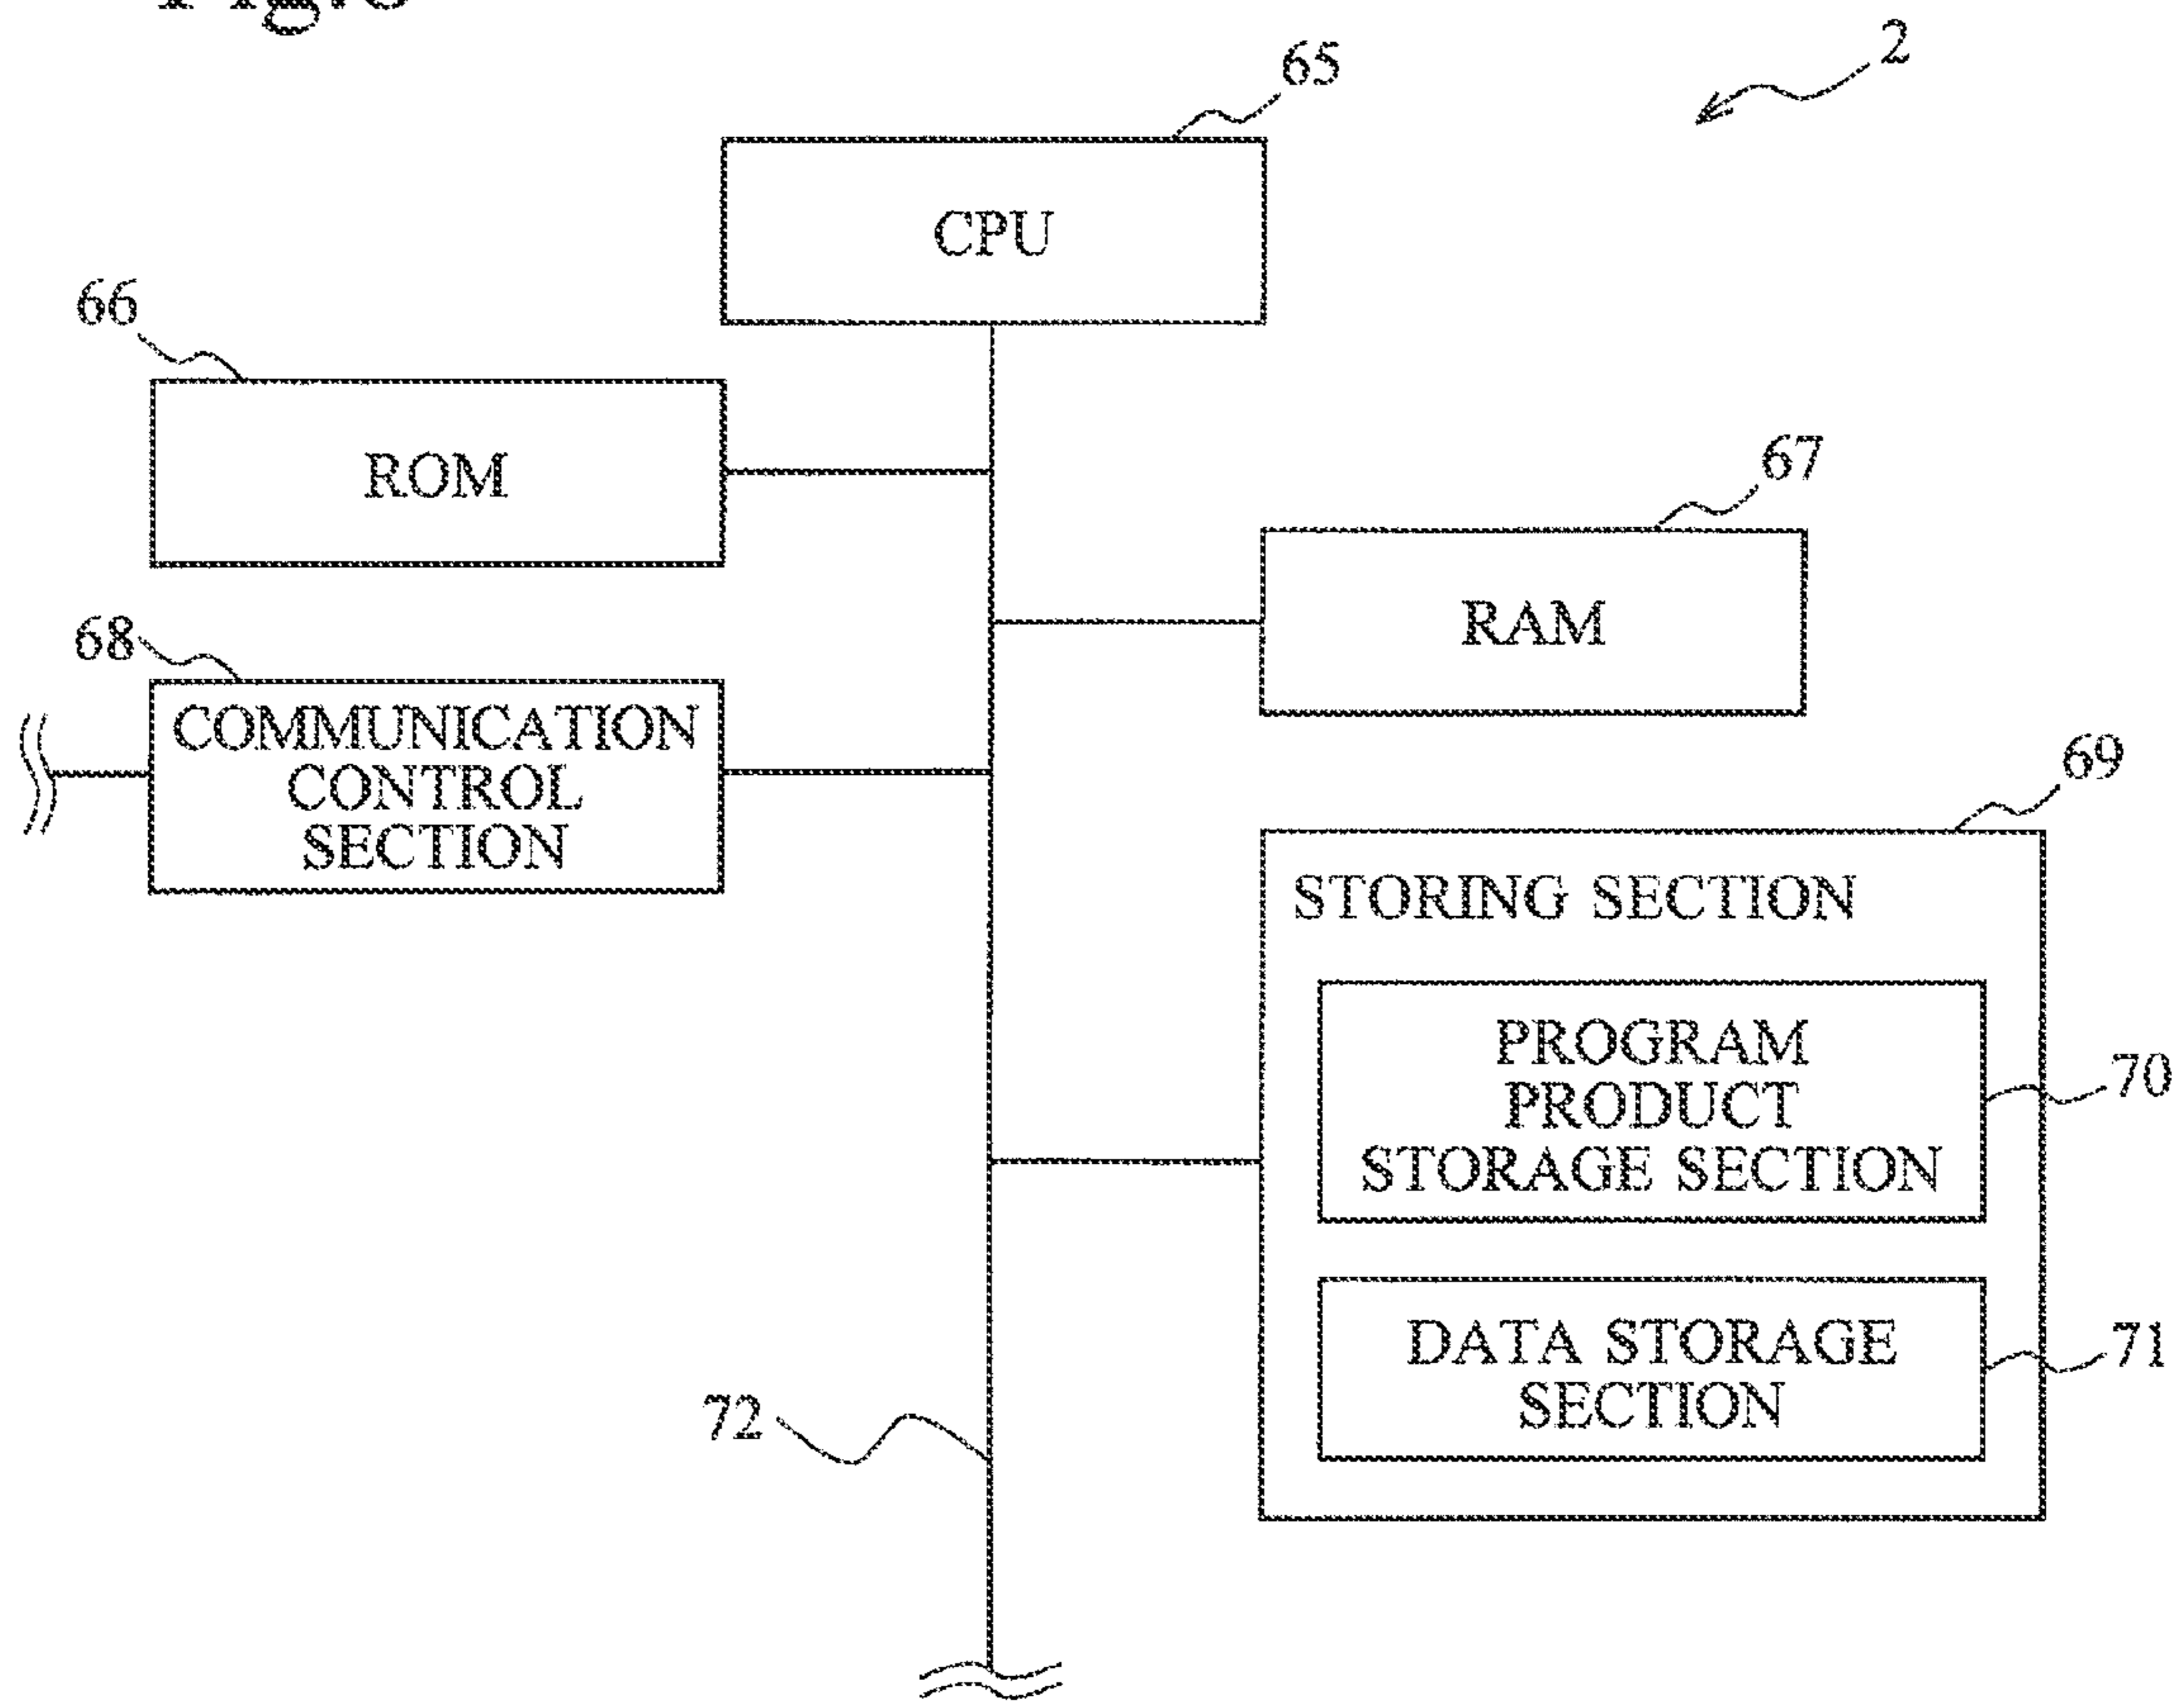 2
65
CPU
66
ROM
67
RAM
68
COMMUNICATION
CONTROL
SECTION
69
STORING SECTION
PROGRAM
PRODUCT
STORAGE SECTION
70
DATA STORAGE
SECTION
71
72